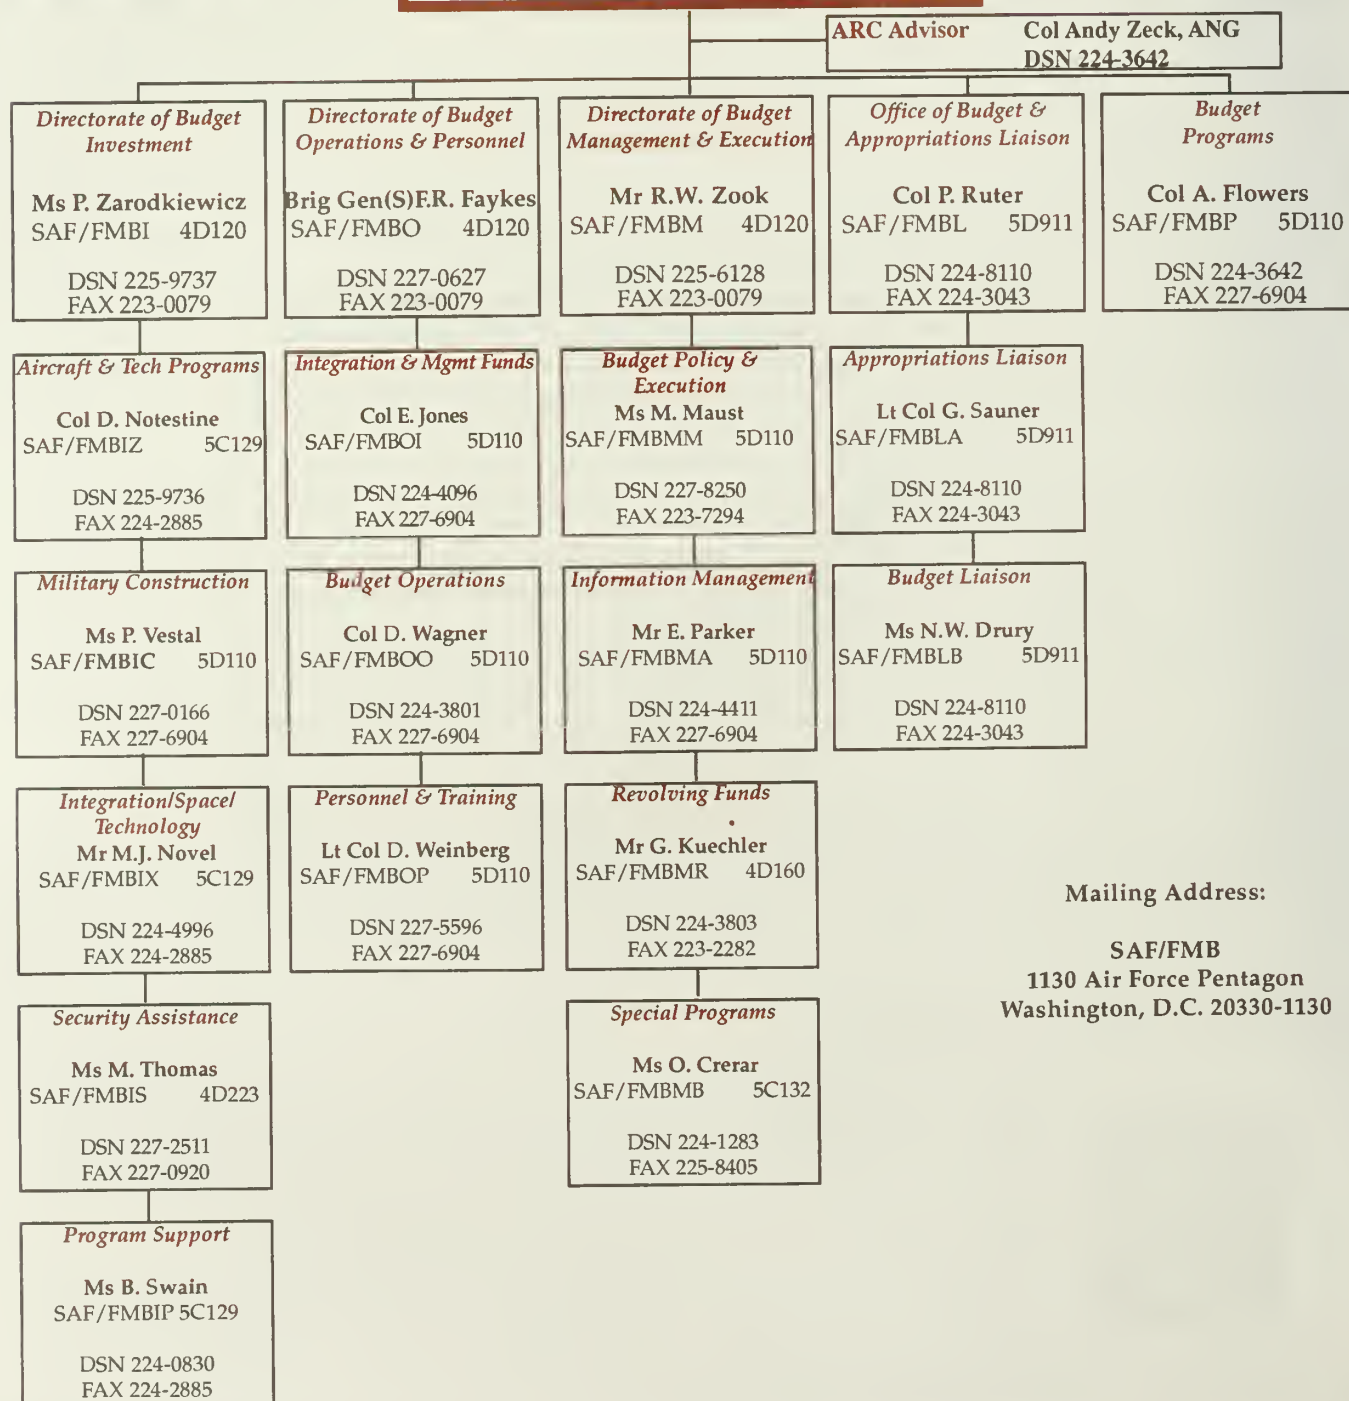 ARC Advisor Col Andy Zeck, ANG
DSN 224-3642
Directorate of Budget
Investment
Ms P. Zarodkiewicz
SAF/FMBI 4D120
DSN 225-9737
FAX 223-0079
Directorate of Budget
Operations & Personnel
Brig Gen(S)F.R. Faykes
SAF/FMBO 4D120
DSN 227-0627
FAX 223-0079
Directorate of Budget
Management & Execution
Mr R.W. Zook
SAF/FMBM 4D120
DSN 225-6128
FAX 223-0079
Office of Budget &
Appropriations Liaison
Col P. Ruter
SAF/FMBL 5D911
DSN 224-8110
FAX 224-3043
Budget
Programs
Col A. Flowers
SAF/FMBP 5D110
DSN 224-3642
FAX 227-6904
Aircraft & Tech Programs
Col D. Notestine
SAF/FMBIZ 5C129
DSN 225-9736
FAX 224-2885
Integration & Mgmt Funds
Col E. Jones
SAF/FMBOI 5D110
DSN 224-4096
FAX 227-6904
Budget Policy &
Execution
Ms M. Maust
SAF/FMBMM 5D110
DSN 227-8250
FAX 223-7294
Appropriations Liaison
Lt Col G. Sauner
SAF/FMBLA 5D911
DSN 224-8110
FAX 224-3043
Military Construction
Ms P. Vestal
SAF/FMBIC 5D110
DSN 227-0166
FAX 227-6904
Budget Operations
Col D. Wagner
SAF/FMBOO 5D110
DSN 224-3801
FAX 227-6904
Information Management
Mr E. Parker
SAF/FMBMA 5D110
DSN 224-4411
FAX 227-6904
Budget Liaison
Ms N.W. Drury
SAF/FMBLB 5D911
DSN 224-8110
FAX 224-3043
Integration/Space/
Technology
Mr M.J. Novel
SAF/FMBIX 5C129
DSN 224-4996
FAX 224-2885
Personnel & Training
Lt Col D. Weinberg
SAF/FMBOP 5D110
DSN 227-5596
FAX 227-6904
Revolving Funds
Mr G. Kuechler
SAF/FMBMR 4D160
DSN 224-3803
FAX 223-2282
Mailing Address:
SAF/FMB
1130 Air Force Pentagon
Washington, D.C. 20330-1130
Security Assistance
Ms M. Thomas
SAF/FMBIS 4D223
DSN 227-2511
FAX 227-0920
Special Programs
Ms O. Crerar
SAF/FMBMB 5C132
DSN 224-1283
FAX 225-8405
Program Support
Ms B. Swain
SAF/FMBIP 5C129
DSN 224-0830
FAX 224-2885